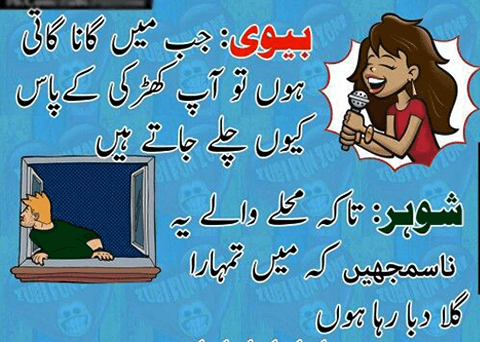 بیوی: جب میں گانا گاتی
ہوں تو آپ کھڑکی کے پاس
کیوں چلے جاتے ہیں
شوہر: تاکہ محلے والے یہ
ناسمجھیں کہ میں تمہارا
گلا دبا رہا ہوں